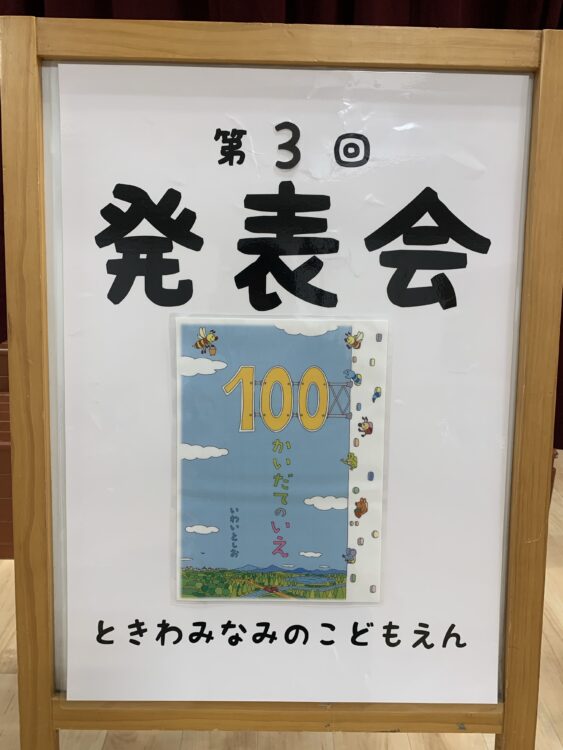 第3回
発表会
100
かいだてのいえ
いわいとしお
ときわみなみのこどもえん